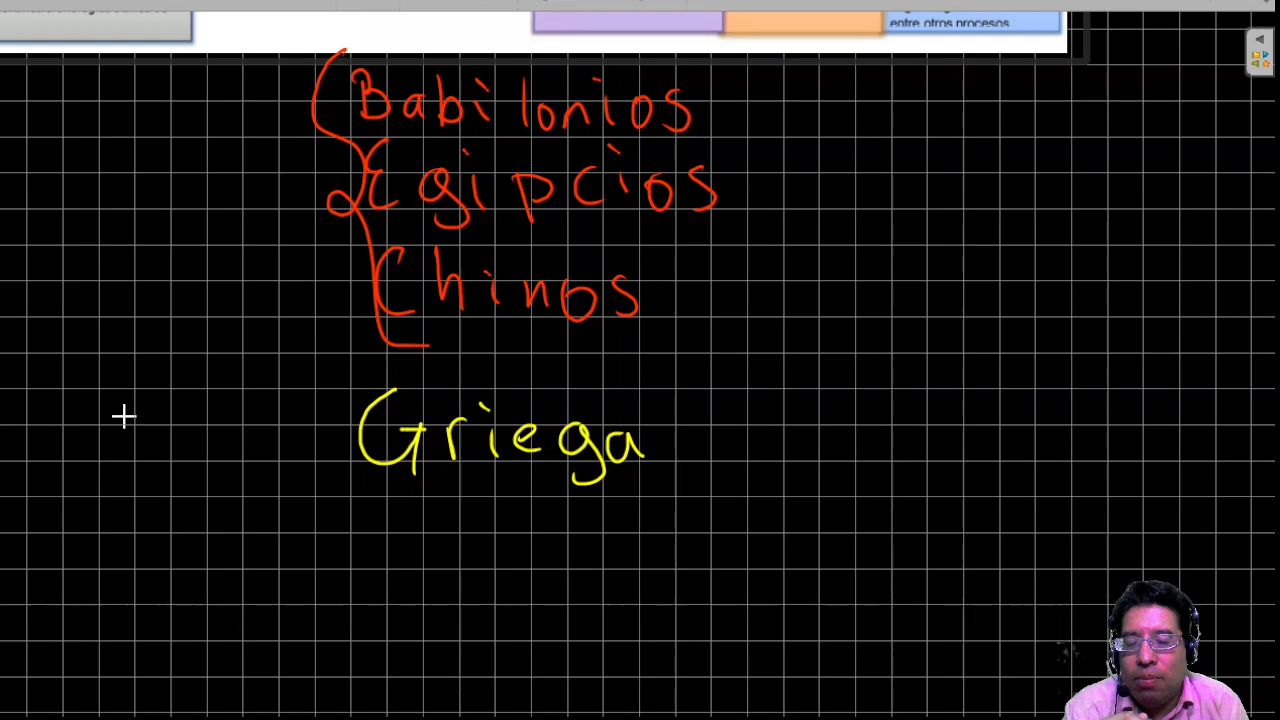 entre otros procesos
Babilonios
Egipcios
Chinos
Griega